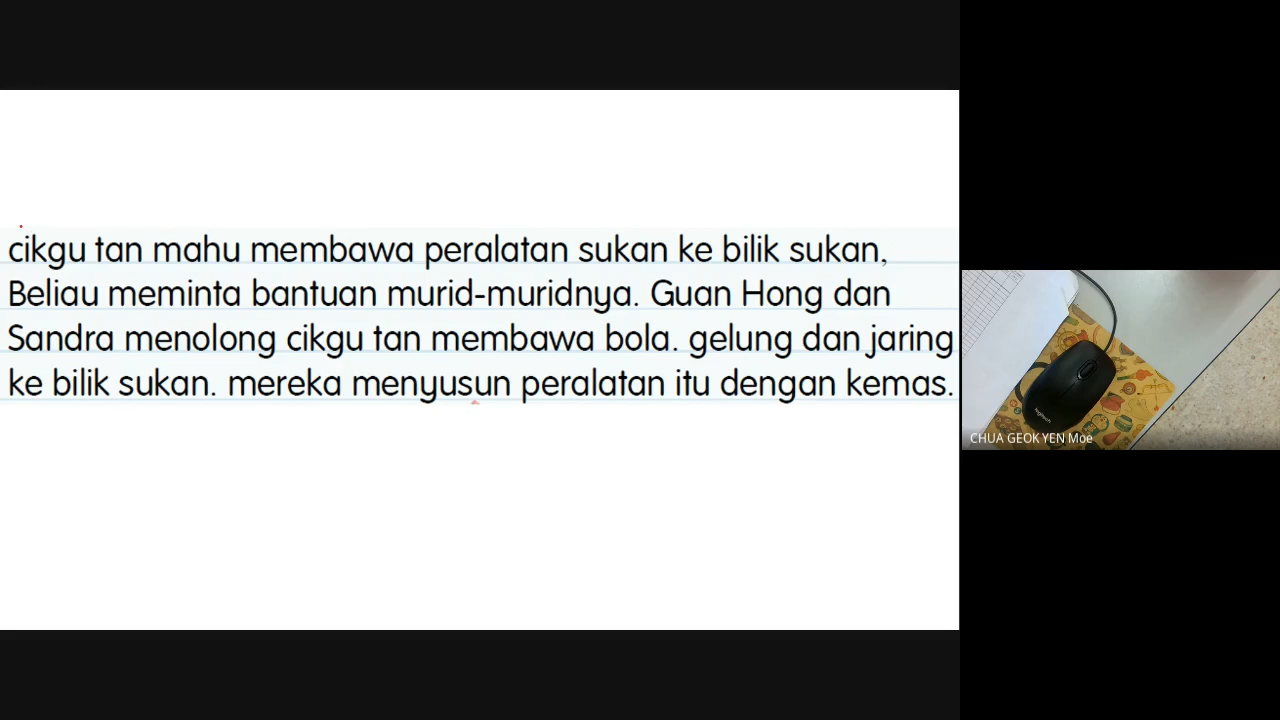 cikgu tan mahu membawa peralatan sukan ke bilik sukan,
Beliau meminta bantuan murid-muridnya. Guan Hong dan
Sandra menolong cikgu tan membawa bola. gelung dan jaring
ke bilik sukan. mereka menyusun peralatan itu dengan kemas.
logitech
CHUA GEOK YEN Moe